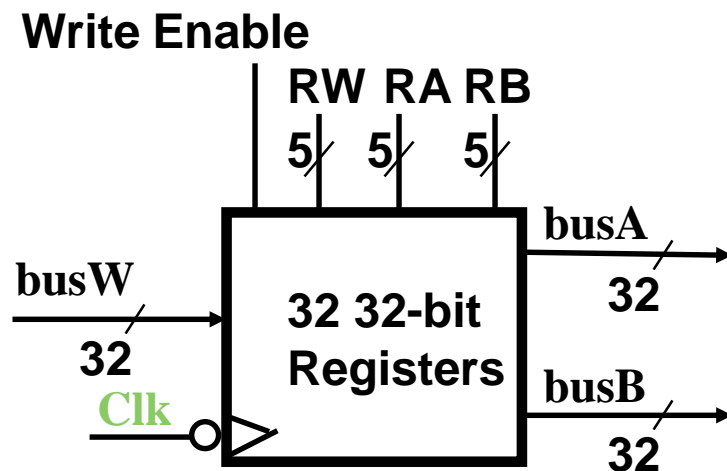 Write Enable
RW RA RB
5 5 5
busA
busW
32
32 32-bit
Registers
32
Clk
busB
32